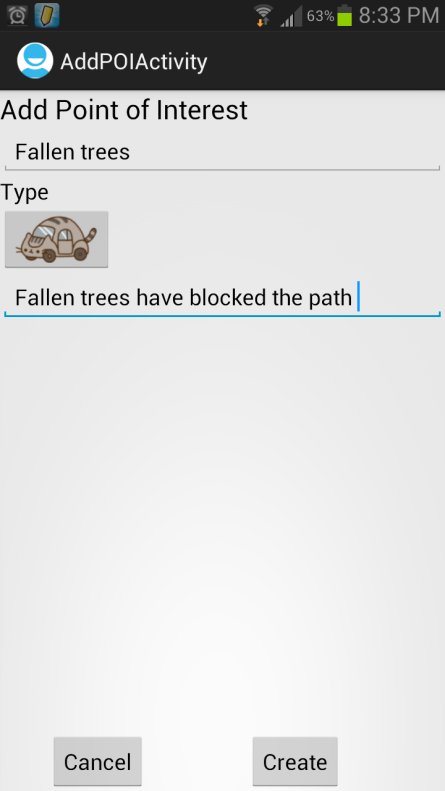 63% 8:33 PM
AddPOIActivity
Add Point of Interest
Fallen trees
Type
Fallen trees have blocked the path
Cancel Create